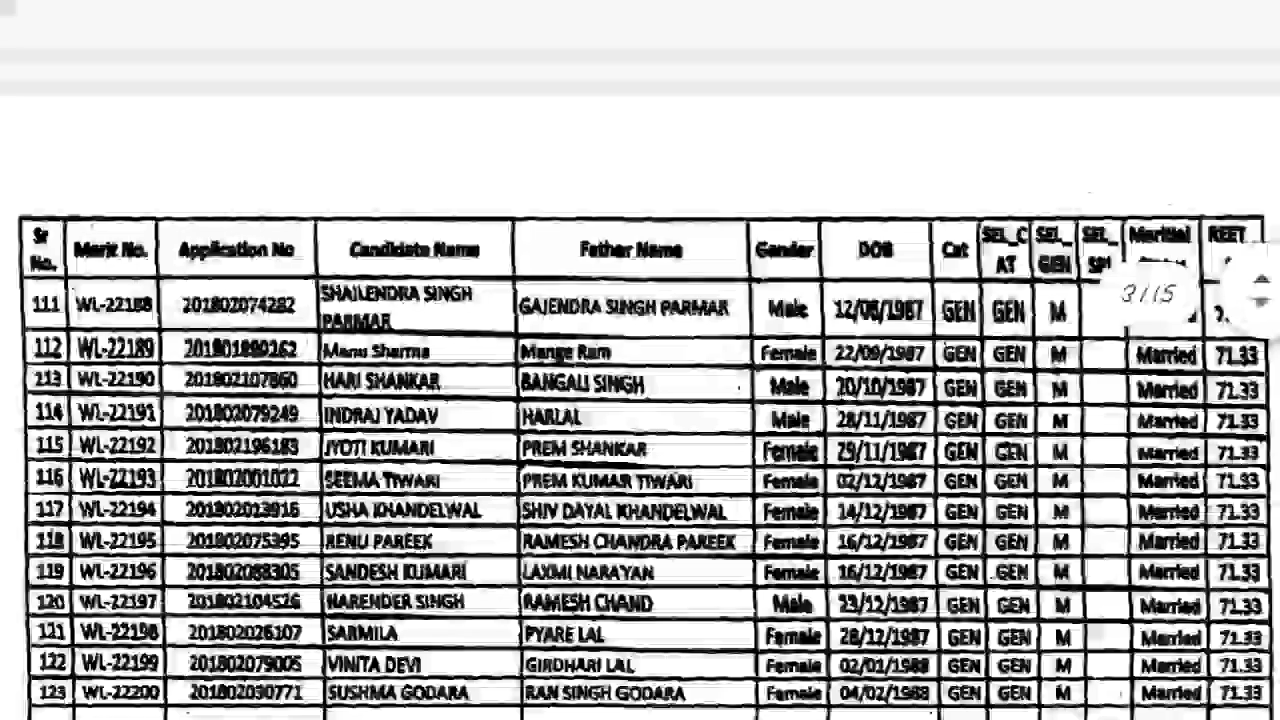 Sr No. Merit No. Application No Candidate Name Father Name Gender DOB Cat SEL_CAT SEL_GEN SEL_SPL Marital REET
3/15
111 WL-22188 201802074282 SHAILENDRA SINGH PARMAR GAJENDRA SINGH PARMAR Male 12/08/1987 GEN GEN M
112 WL-22189 Manu Sharma Mange Ram Female 22/09/1987 GEN GEN M Married 71.33
113 WL-22190 201802107860 HARI SHANKAR BANGALI SINGH Male 20/10/1987 GEN GEN M Married 71.33
114 WL-22191 201802079249 INDRAJ YADAV HARLAL Male 28/11/1987 GEN GEN M Married 71.33
115 WL-22192 201802196183 JYOTI KUMARI PREM SHANKAR Female 29/11/1987 GEN GEN M Married 71.33
116 WL-22193 201802001022 SEEMA TIWARI PREM KUMAR TIWARI Female 02/12/1987 GEN GEN M Married 71.33
117 WL-22194 201802013916 USHA KHANDELWAL SHIV DAYAL KHANDELWAL Female 14/12/1987 GEN GEN M Married 71.33
118 WL-22195 201802075395 RENU PAREEK RAMESH CHANDRA PAREEK Female 16/12/1987 GEN GEN M Married 71.33
119 WL-22196 201802088305 SANDESH KUMARI LAXMI NARAYAN Female 16/12/1987 GEN GEN M Married 71.33
120 WL-22197 201802104526 NARENDER SINGH RAMESH CHAND Male 23/12/1987 GEN GEN M Married 71.33
121 WL-22198 201802026107 SARMILA PYARE LAL Female 28/12/1987 GEN GEN M Married 71.33
122 WL-22199 201802079006 VINITA DEVI GIRDHARI LAL Female 02/01/1988 GEN GEN M Married 71.33
123 WL-22200 201802030771 SUSHMA GODARA RAN SINGH GODARA Female 04/02/1988 GEN GEN M Married 71.33